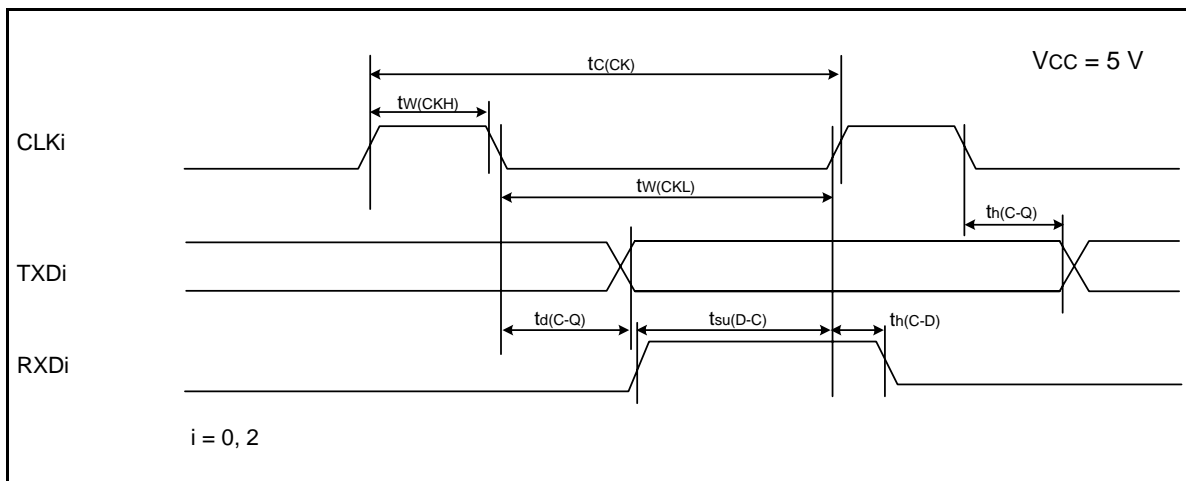 tC(CK)
VCC = 5 V
tW(CKH)
CLKi
tW(CKL)
th(C-Q)
TXDi
td(C-Q)
tsu(D-C)
th(C-D)
RXDi
i = 0, 2